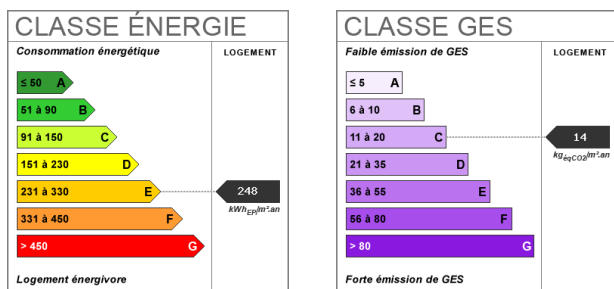 CLASSE ÉNERGIE
Consommation énergétique
LOGEMENT
≤ 50 A
51 à 90 B
91 à 150 C
151 à 230 D
231 à 330 E
248
kWhEP/m².an
331 à 450 F
> 450 G
Logement énergivore
CLASSE GES
Faible émission de GES
LOGEMENT
≤ 5 A
6 à 10 B
11 à 20 C
14
kgéqCO2/m².an
21 à 35 D
36 à 55 E
56 à 80 F
> 80 G
Forte émission de GES